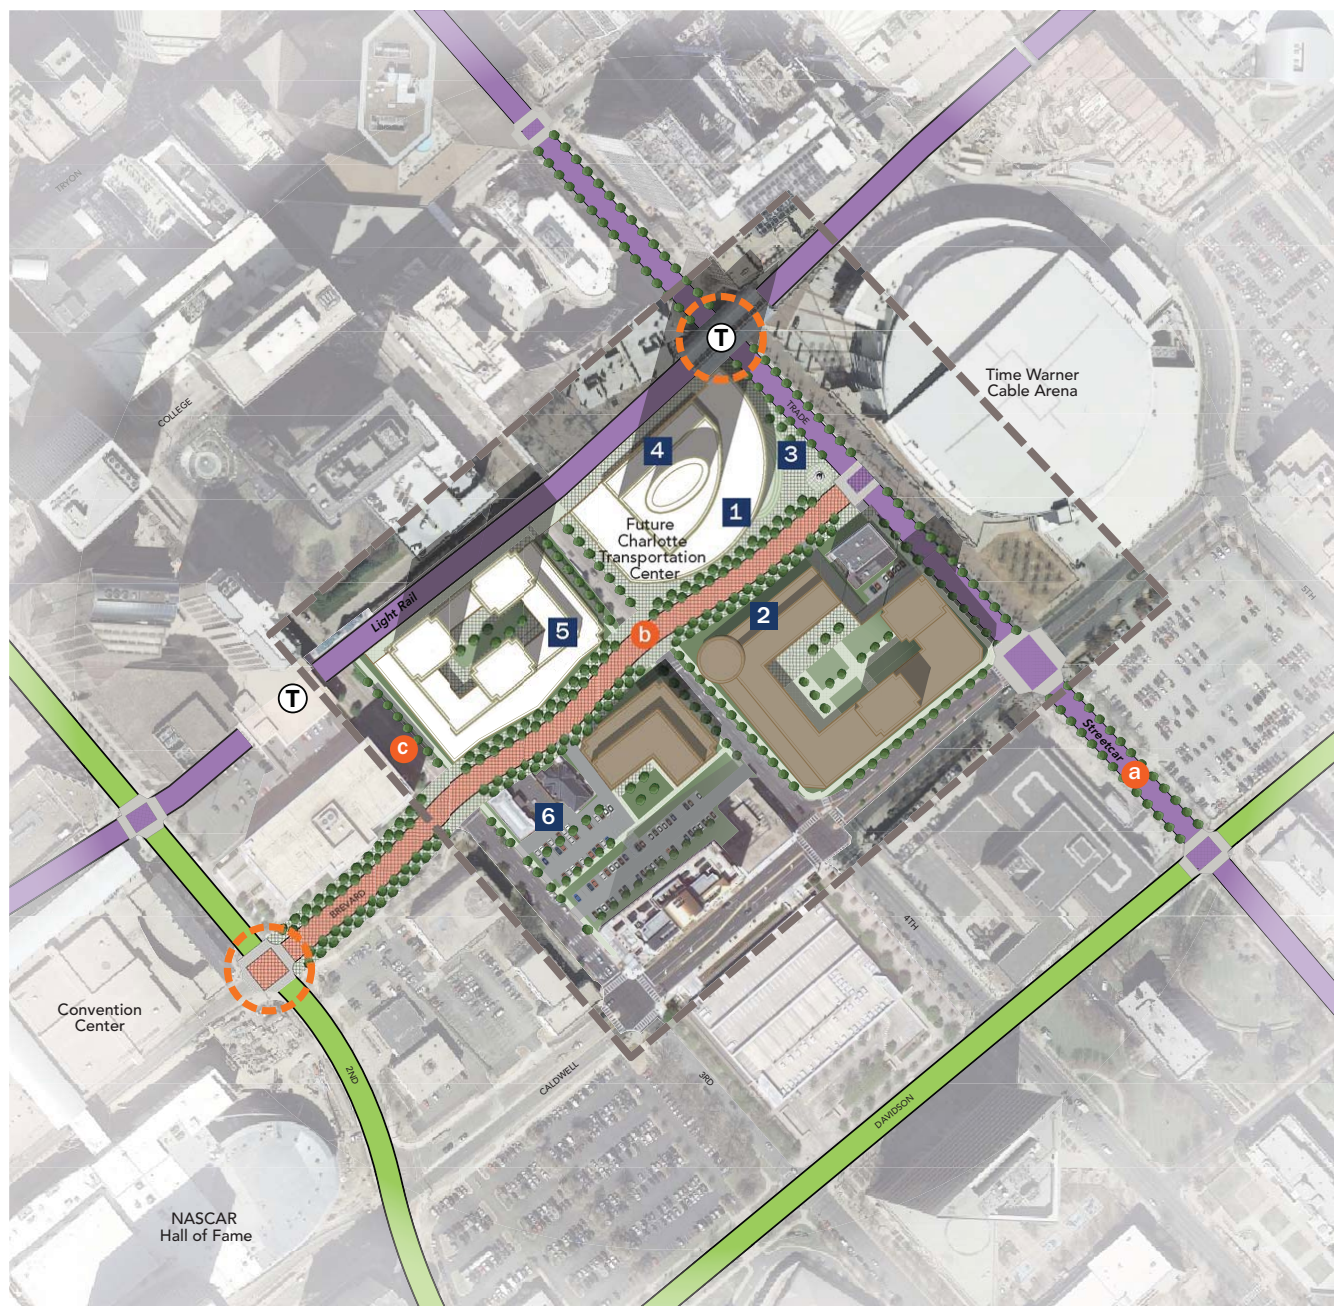 TRYON
COLLEGE
T
Time Warner
Cable Arena
TRADE
4
3
1
Future
Charlotte
Transportation
Center
Light Rail
5
b
2
5TH
T
c
Streetcar
a
6
BREVARD
4TH
Convention
Center
2ND
CALDWELL
3RD
DAVIDSON
NASCAR
Hall of Fame